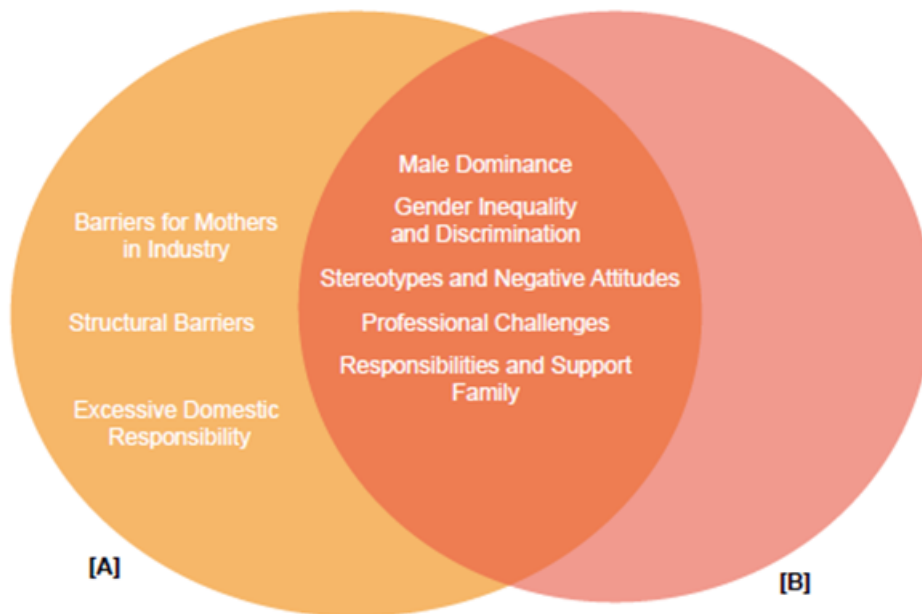 Male Dominance
Gender Inequality
and Discrimination
Barriers for Mothers
in Industry
Stereotypes and Negative Attitudes
Structural Barriers
Professional Challenges
Responsibilities and Support
Family
Excessive Domestic
Responsibility
[A]
[B]